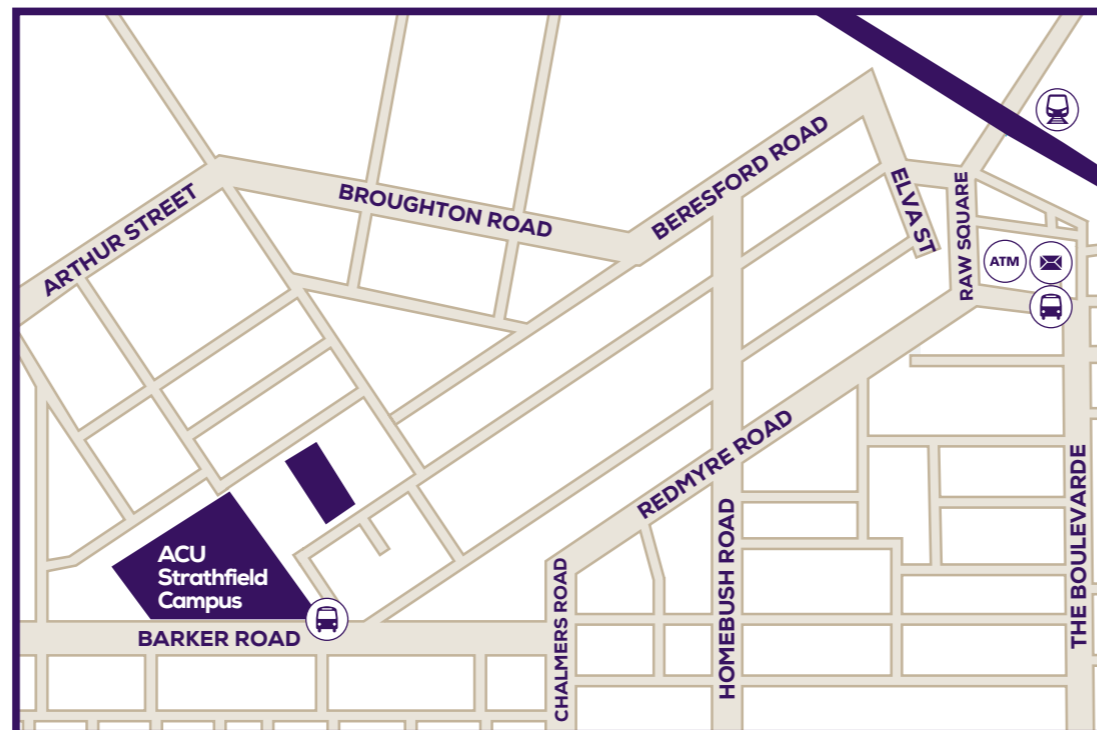 ARTHUR STREET
BROUGHTON ROAD
BERESFORD ROAD
ELVA ST
RAW SQUARE
ATM
REDMYRE ROAD
HOMEBUSH ROAD
THE BOULEVARDE
CHALMERS ROAD
ACU
Strathfield
Campus
BARKER ROAD